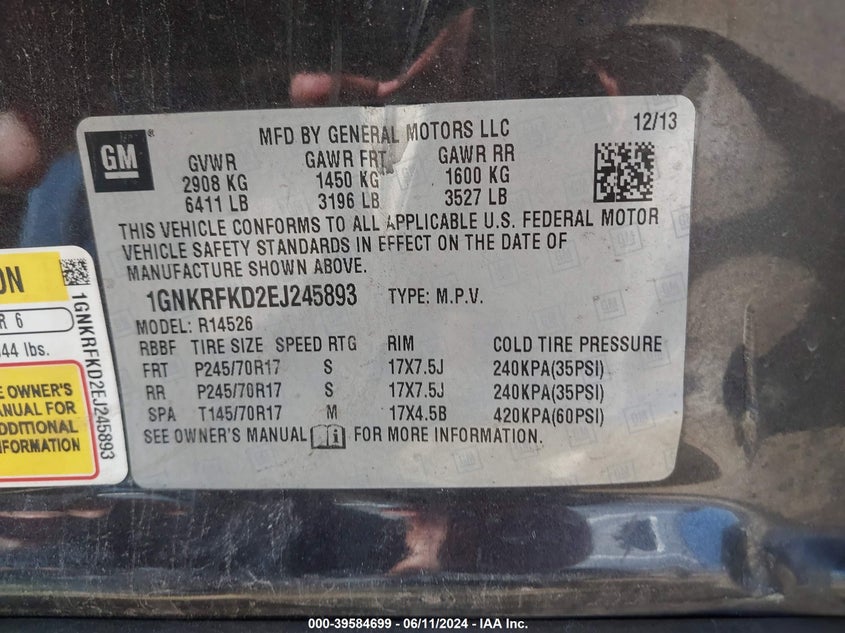 GM
®
MFD BY GENERAL MOTORS LLC
12/13
GVWR GAWR FRT GAWR RR
2908 KG 1450 KG 1600 KG
6411 LB 3196 LB 3527 LB
THIS VEHICLE CONFORMS TO ALL APPLICABLE U.S. FEDERAL MOTOR
VEHICLE SAFETY STANDARDS IN EFFECT ON THE DATE OF
MANUFACTURE SHOWN ABOVE.
1GNKRFKD2EJ245893 TYPE: M.P.V.
MODEL: R14526
RBBF TIRE SIZE SPEED RTG RIM COLD TIRE PRESSURE
FRT P245/70R17 S 17X7.5J 240KPA(35PSI)
RR P245/70R17 S 17X7.5J 240KPA(35PSI)
SPA T145/70R17 M 17X4.5B 420KPA(60PSI)
SEE OWNER'S MANUAL FOR MORE INFORMATION.
ON
R 6
44 lbs.
E OWNER'S
ANUAL FOR
DDITIONAL
FORMATION
1GNKRFKD2EJ245893
000-39584699 / 06/11/2024 - IAA Inc.